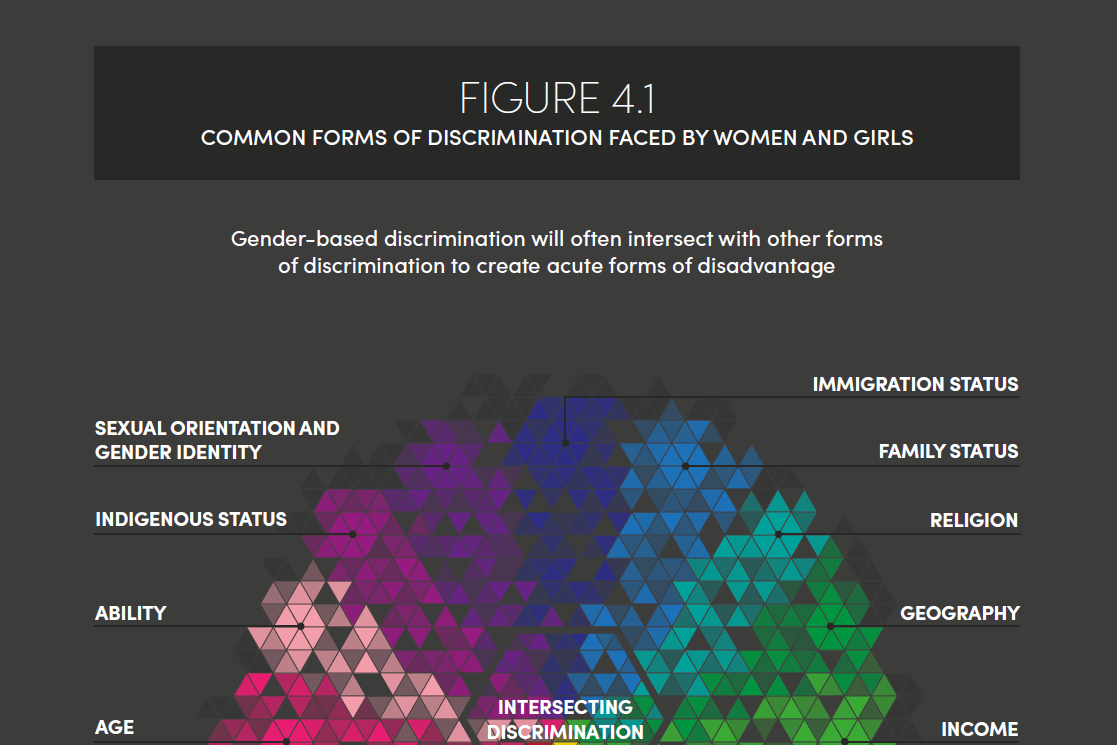 FIGURE 4.1
COMMON FORMS OF DISCRIMINATION FACED BY WOMEN AND GIRLS
Gender-based discrimination will often intersect with other forms
of discrimination to create acute forms of disadvantage
IMMIGRATION STATUS
SEXUAL ORIENTATION AND
GENDER IDENTITY
FAMILY STATUS
INDIGENOUS STATUS
RELIGION
ABILITY
GEOGRAPHY
INTERSECTING
DISCRIMINATION
AGE
INCOME